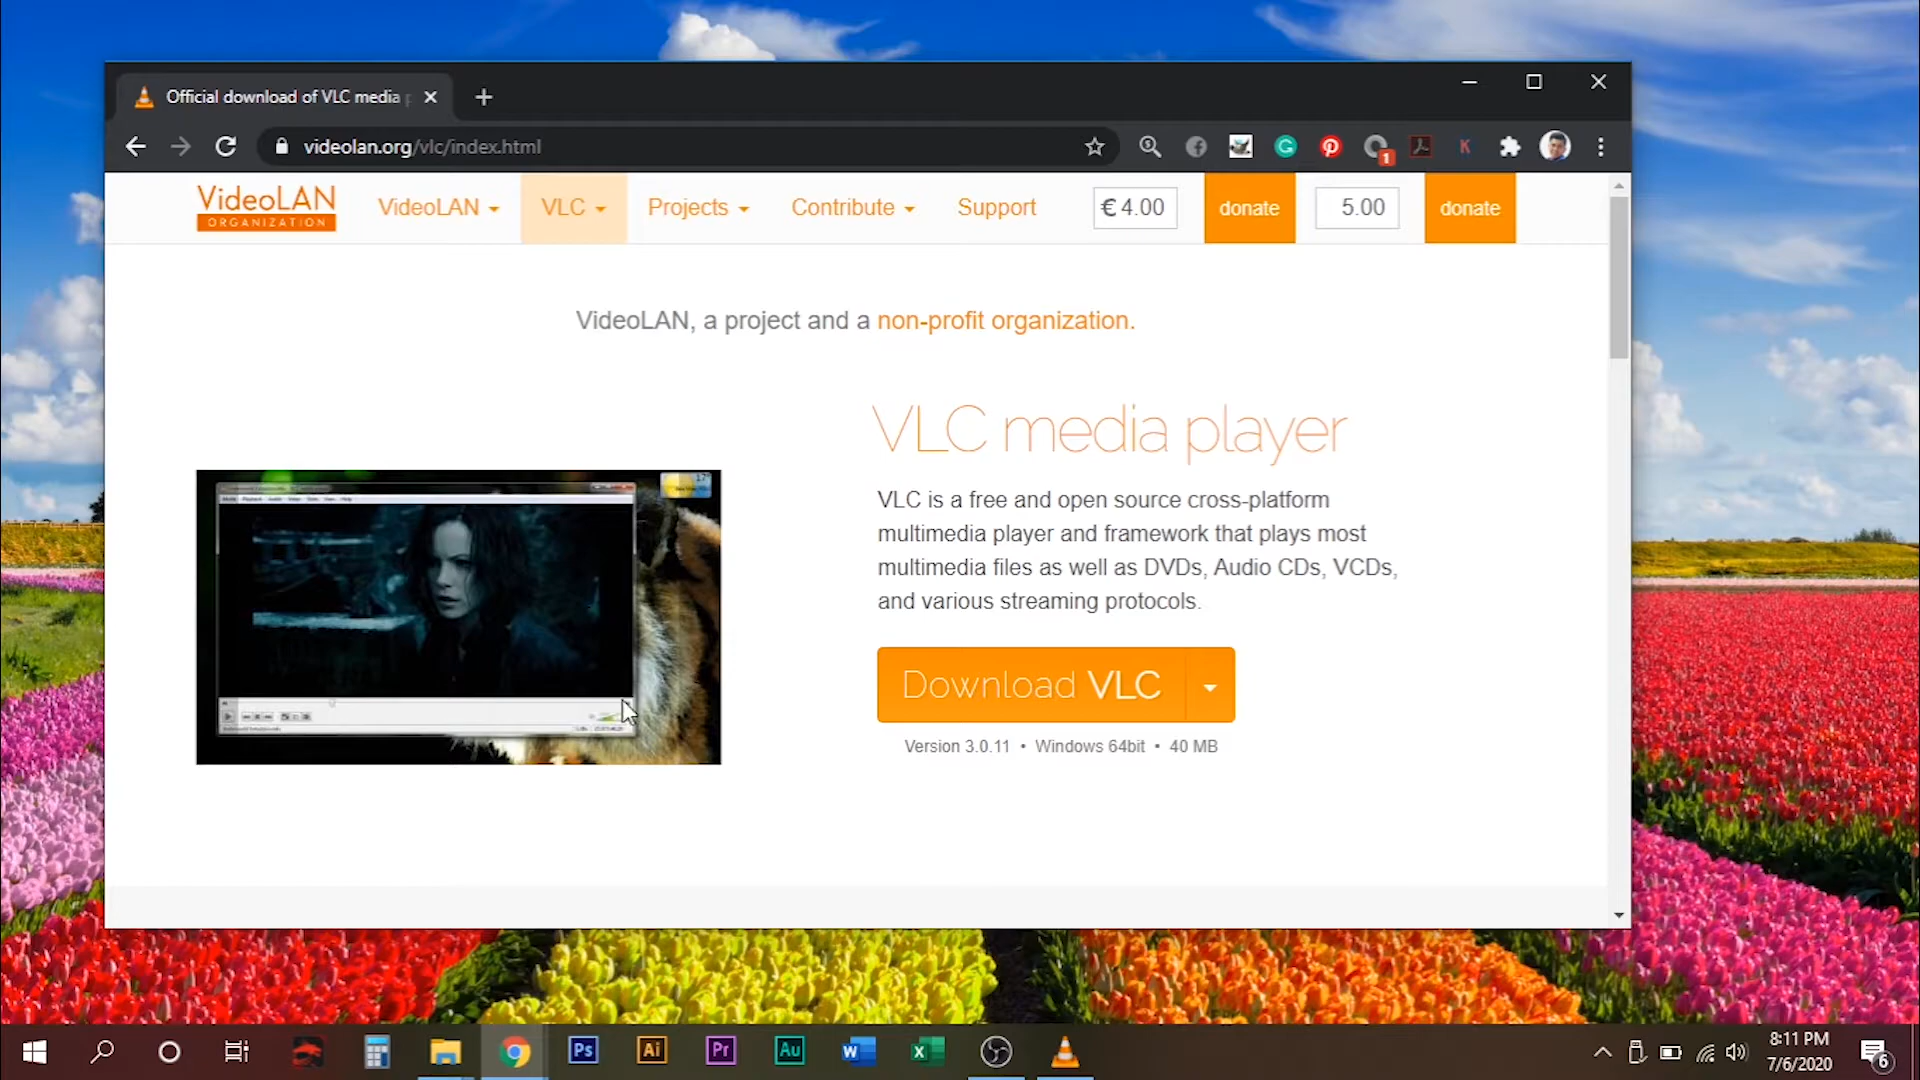 Official download of VLC media p
videolan.org/vlc/index.html
1
VideoLAN
ORGANIZATION
VideoLAN
VLC
Projects
Contribute
Support
€ 4.00
donate
5.00
donate
VideoLAN, a project and a non-profit organization.
VLC media player
VLC is a free and open source cross-platform
multimedia player and framework that plays most
multimedia files as well as DVDs, Audio CDs, VCDs,
and various streaming protocols.
Download VLC
Version 3.0.11 • Windows 64bit • 40 MB
Ps
Ai
Pr
Au
8:11 PM
7/6/2020
6